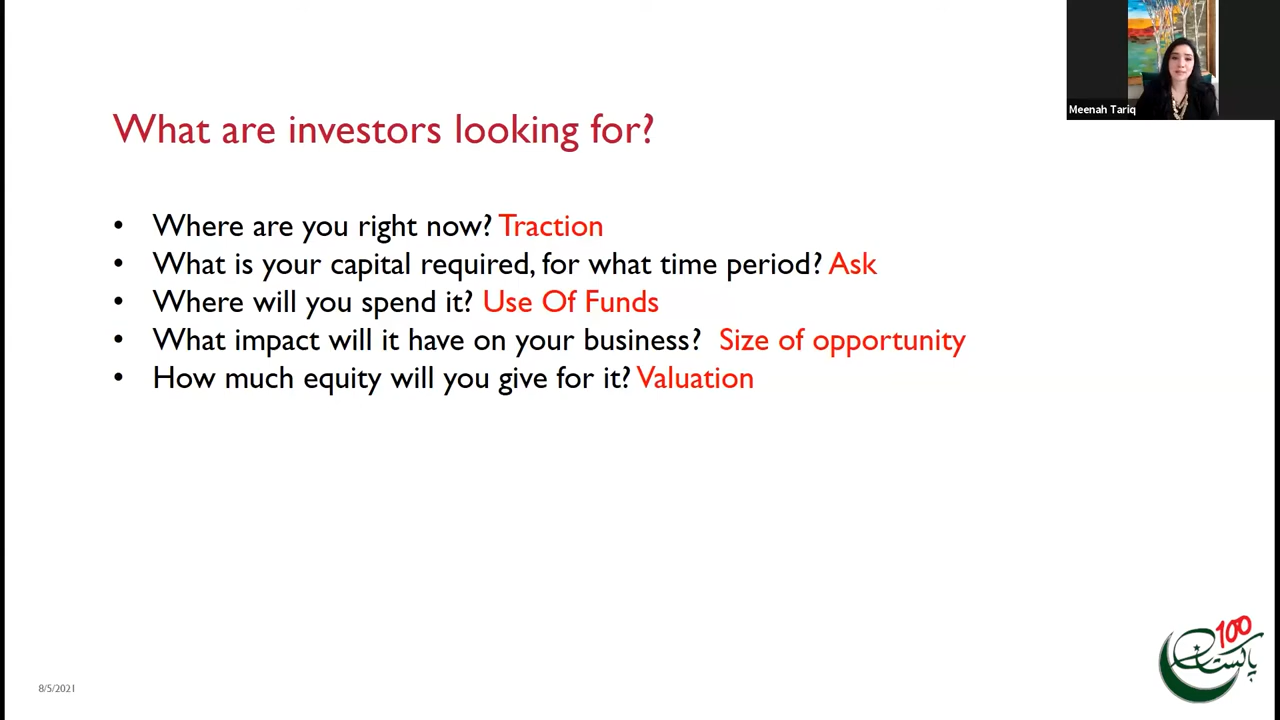 Meenah Tariq
What are investors looking for?
• Where are you right now? Traction
• What is your capital required, for what time period? Ask
• Where will you spend it? Use Of Funds
• What impact will it have on your business? Size of opportunity
• How much equity will you give for it? Valuation
100
پاکستان
8/5/2021